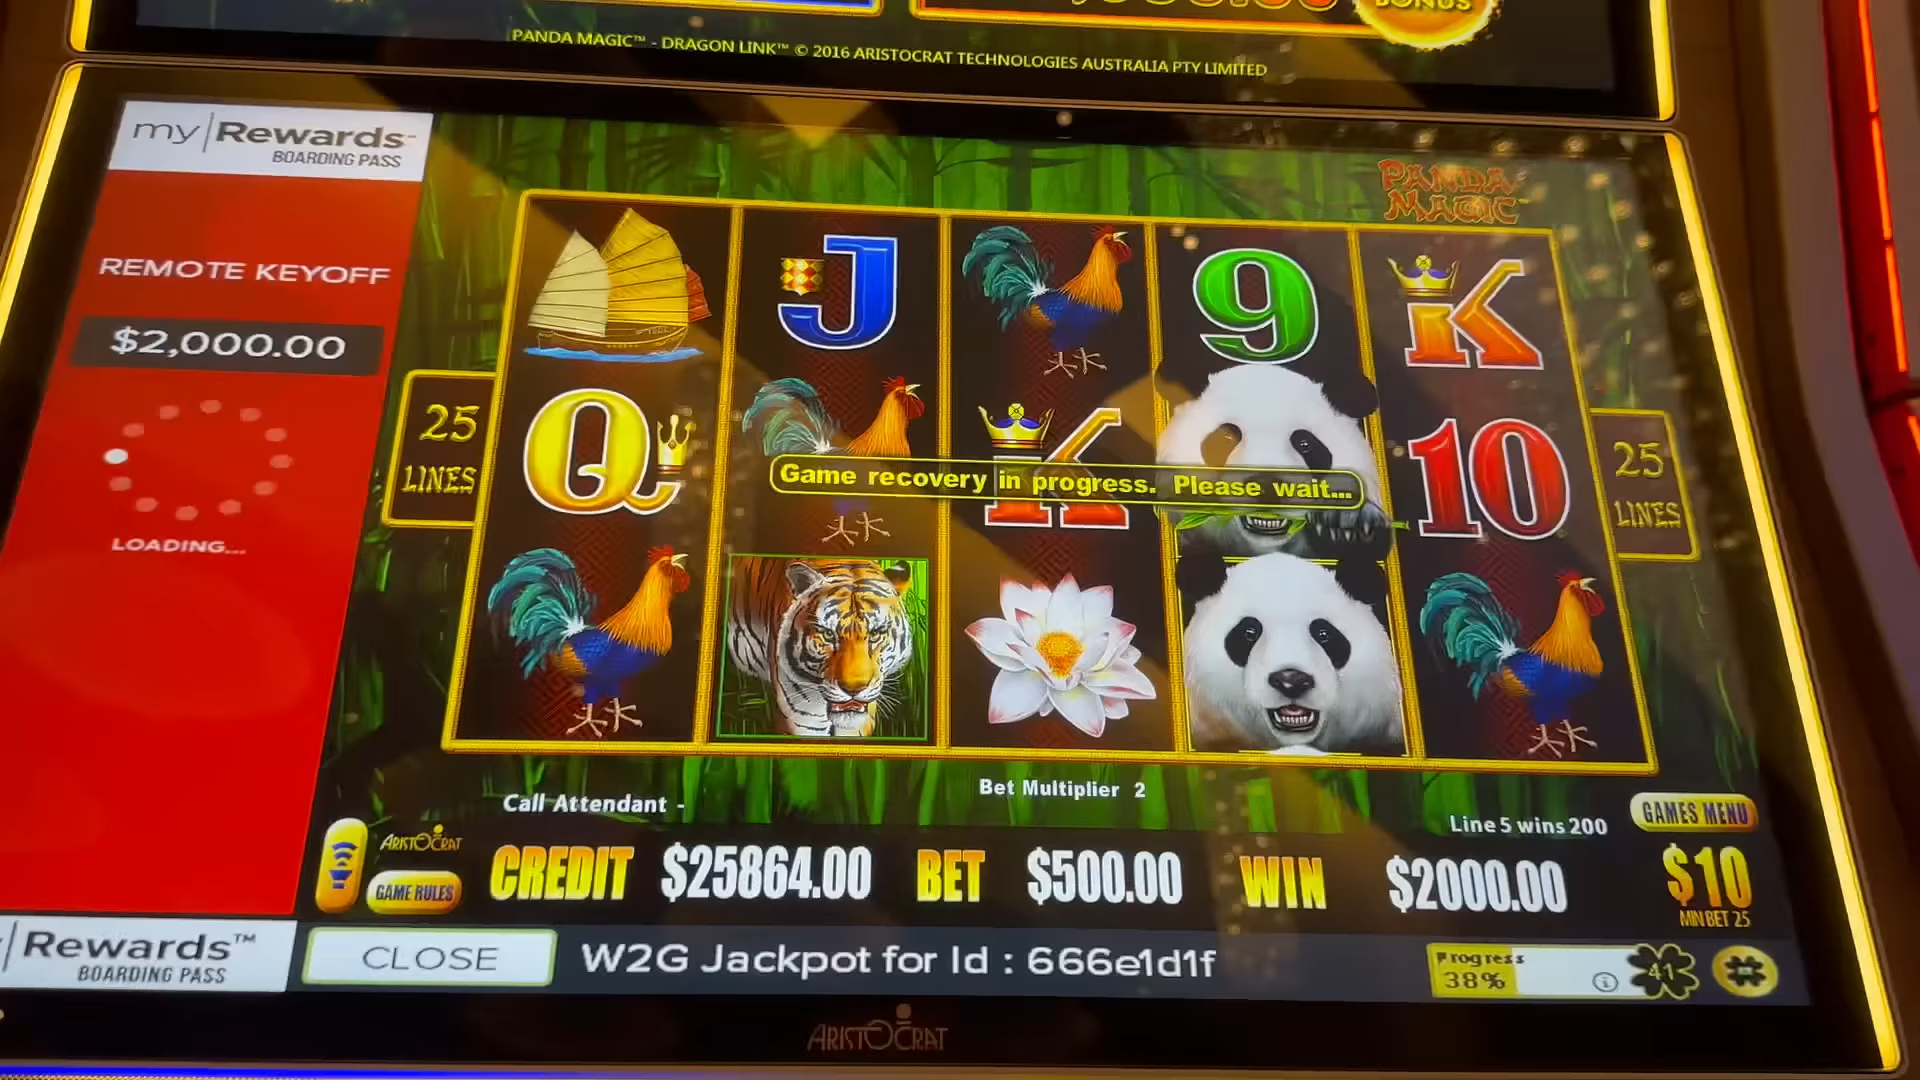 BONUS
PANDA MAGIC™ - DRAGON LINK™ © 2016 ARISTOCRAT TECHNOLOGIES AUSTRALIA PTY LIMITED
my|Rewards™
BOARDING PASS
PANDA
MAGIC
REMOTE KEYOFF
$2,000.00
J
9
K
25
LINES
Q
K
10
25
LINES
Game recovery in progress. Please wait...
LOADING...
Bet Multiplier 2
Call Attendant -
Line 5 wins 200
GAMES MENU
ARISTOCRAT
GAME RULES
CREDIT $25864.00 BET $500.00 WIN $2000.00
$10
MIN BET 25
Rewards™
BOARDING PASS
CLOSE
W2G Jackpot for Id : 666e1d1f
Progress
38%
41
ARISTOCRAT